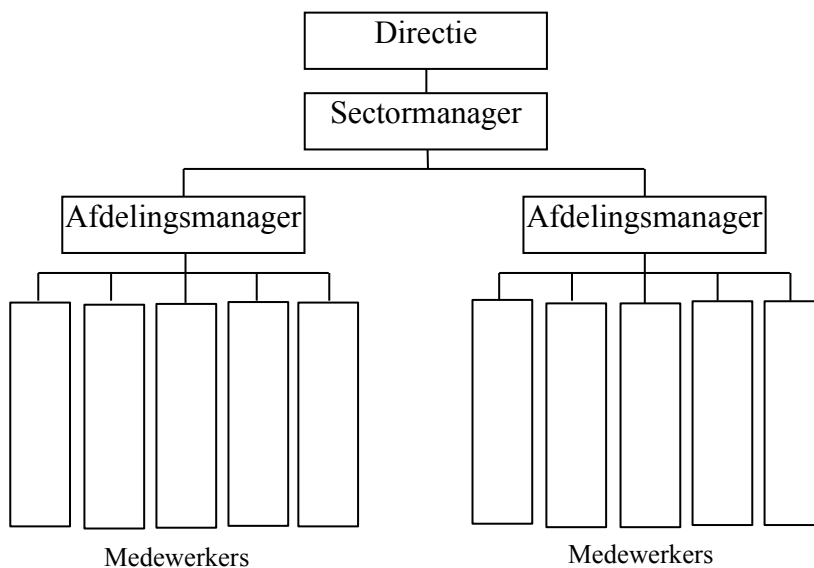 Directie
Sectormanager
Afdelingsmanager
Afdelingsmanager
Medewerkers
Medewerkers